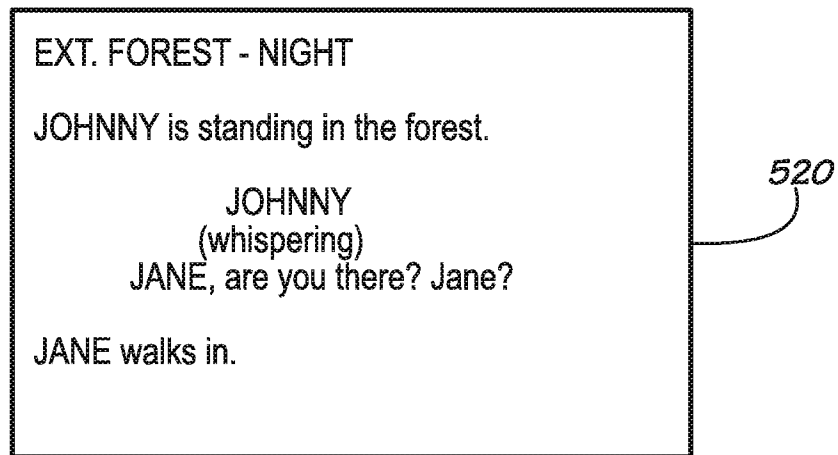 EXT. FOREST - NIGHT
JOHNNY is standing in the forest.
JOHNNY
(whispering)
JANE, are you there? Jane?
JANE walks in.
520